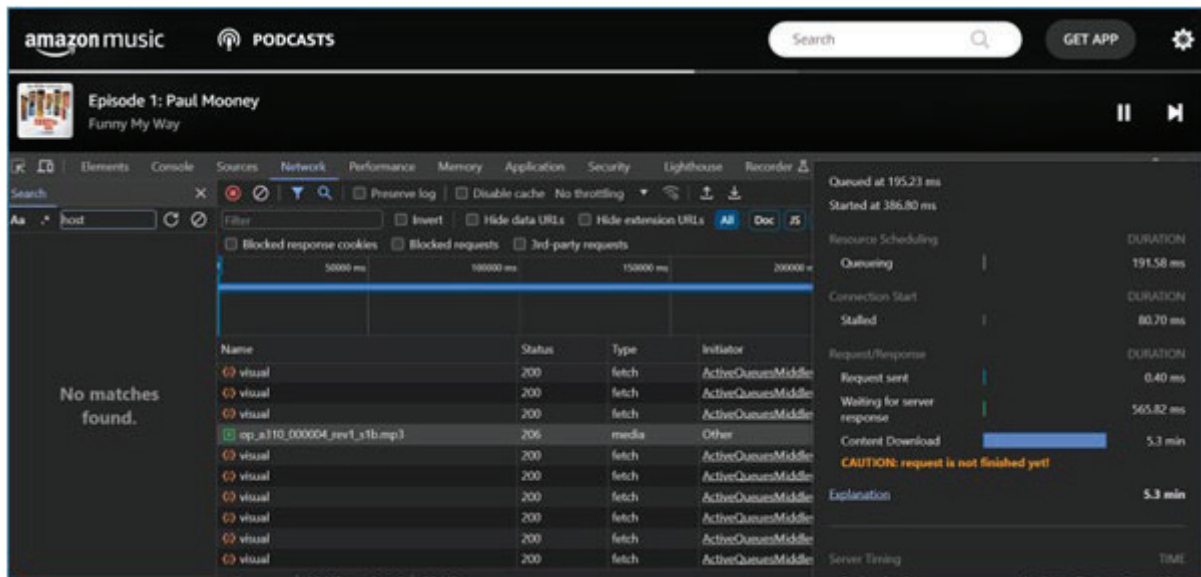 amazon music PODCASTS Search GET APP
Episode 1: Paul Mooney
Funny My Way
Elements Console Sources Network Performance Memory Application Security Lighthouse Recorder
Search Preserve log Disable cache No throttling
Aa .* host Filter Invert Hide data URLs Hide extension URLs All Doc JS
Blocked response cookies Blocked requests 3rd-party requests
50000 ms 100000 ms 150000 ms 200000 m
Name Status Type Initiator
visual 200 fetch ActiveQueuesMiddle
visual 200 fetch ActiveQueuesMiddle
visual 200 fetch ActiveQueuesMiddle
op_a310_000004_rev1_s1b.mp3 206 media Other
visual 200 fetch ActiveQueuesMiddle
visual 200 fetch ActiveQueuesMiddle
visual 200 fetch ActiveQueuesMiddle
visual 200 fetch ActiveQueuesMiddle
visual 200 fetch ActiveQueuesMiddle
visual 200 fetch ActiveQueuesMiddle
No matches
found.
Queued at 195.23 ms
Started at 386.80 ms
Resource Scheduling DURATION
Queueing 191.58 ms
Connection Start DURATION
Stalled 80.70 ms
Request/Response DURATION
Request sent 0.40 ms
Waiting for server
response 565.82 ms
Content Download 5.3 min
CAUTION: request is not finished yet!
Explanation 5.3 min
Server Timing TIME